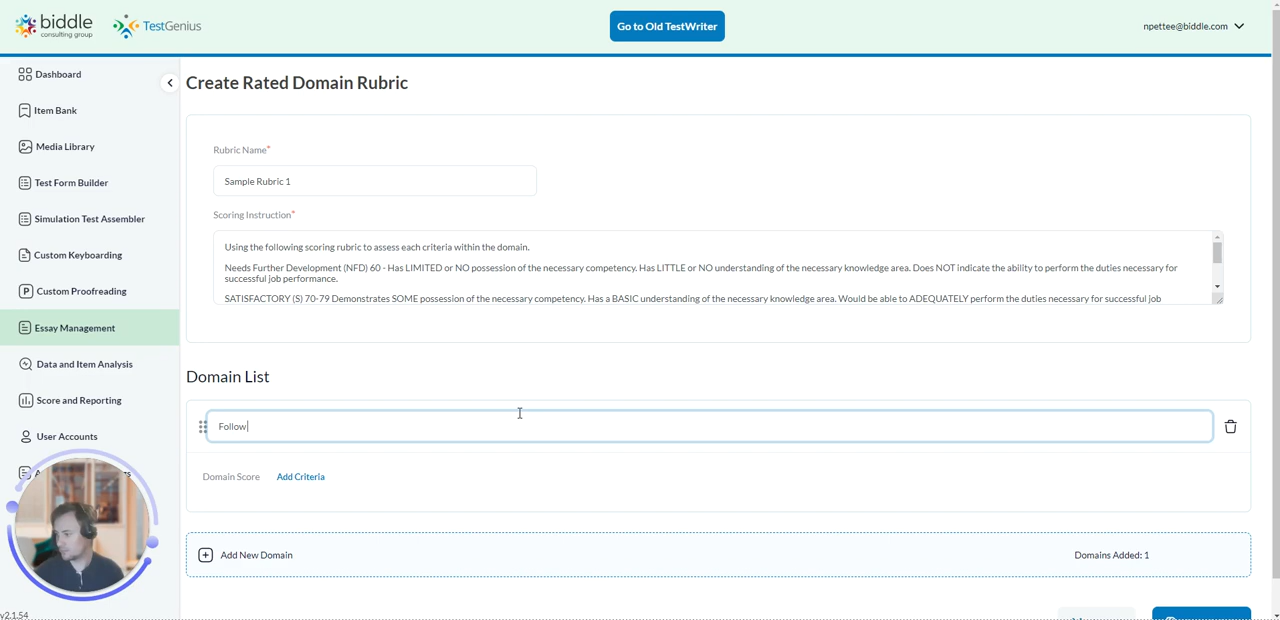 biddle
consulting group
TestGenius
Go to Old TestWriter
npettee@biddle.com
Dashboard
Item Bank
Media Library
Test Form Builder
Simulation Test Assembler
Custom Keyboarding
Custom Proofreading
Essay Management
Data and Item Analysis
Score and Reporting
User Accounts
v2.1.54
Create Rated Domain Rubric
Rubric Name*
Sample Rubric 1
Scoring Instruction*
Using the following scoring rubric to assess each criteria within the domain.
Needs Further Development (NFD) 60 - Has LIMITED or NO possession of the necessary competency. Has LITTLE or NO understanding of the necessary knowledge area. Does NOT indicate the ability to perform the duties necessary for
successful job performance.
SATISFACTORY (S) 70-79 Demonstrates SOME possession of the necessary competency. Has a BASIC understanding of the necessary knowledge area. Would be able to ADEQUATELY perform the duties necessary for successful job
Domain List
Follow
Domain Score Add Criteria
Add New Domain Domains Added: 1